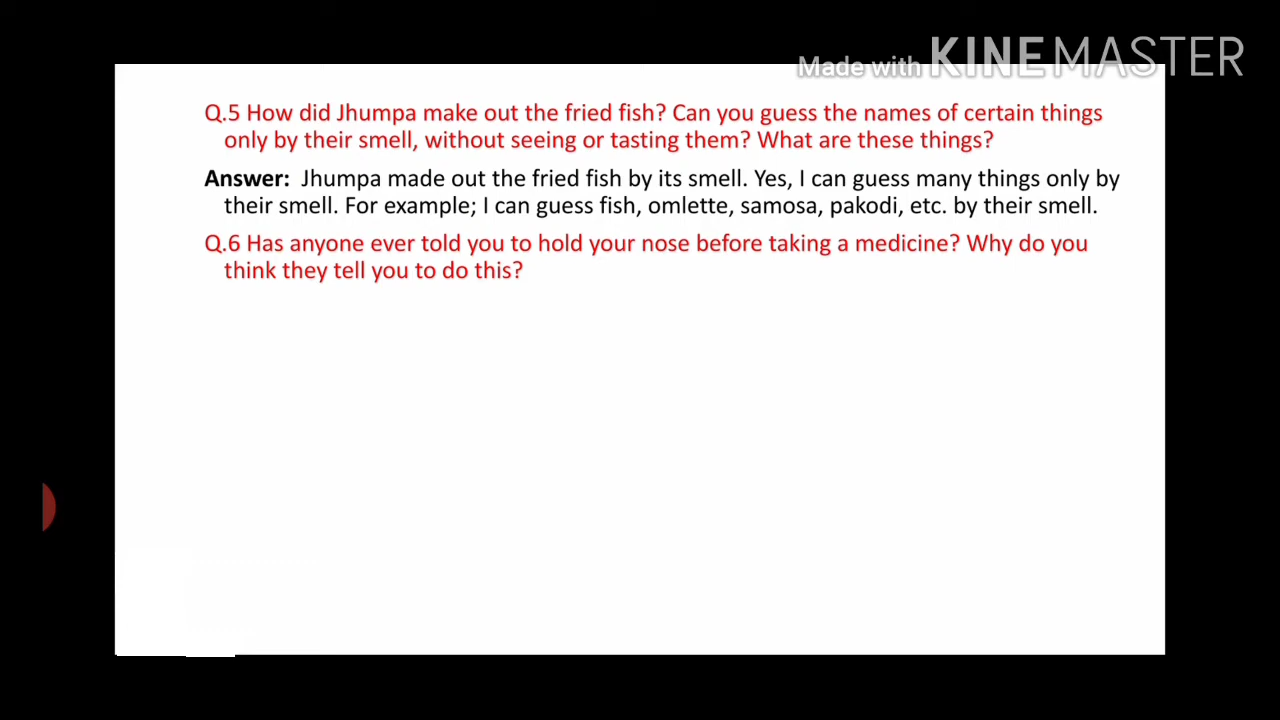 Made with KINEMASTER
Q.5 How did Jhumpa make out the fried fish? Can you guess the names of certain things
only by their smell, without seeing or tasting them? What are these things?
Answer: Jhumpa made out the fried fish by its smell. Yes, I can guess many things only by
their smell. For example; I can guess fish, omlette, samosa, pakodi, etc. by their smell.
Q.6 Has anyone ever told you to hold your nose before taking a medicine? Why do you
think they tell you to do this?